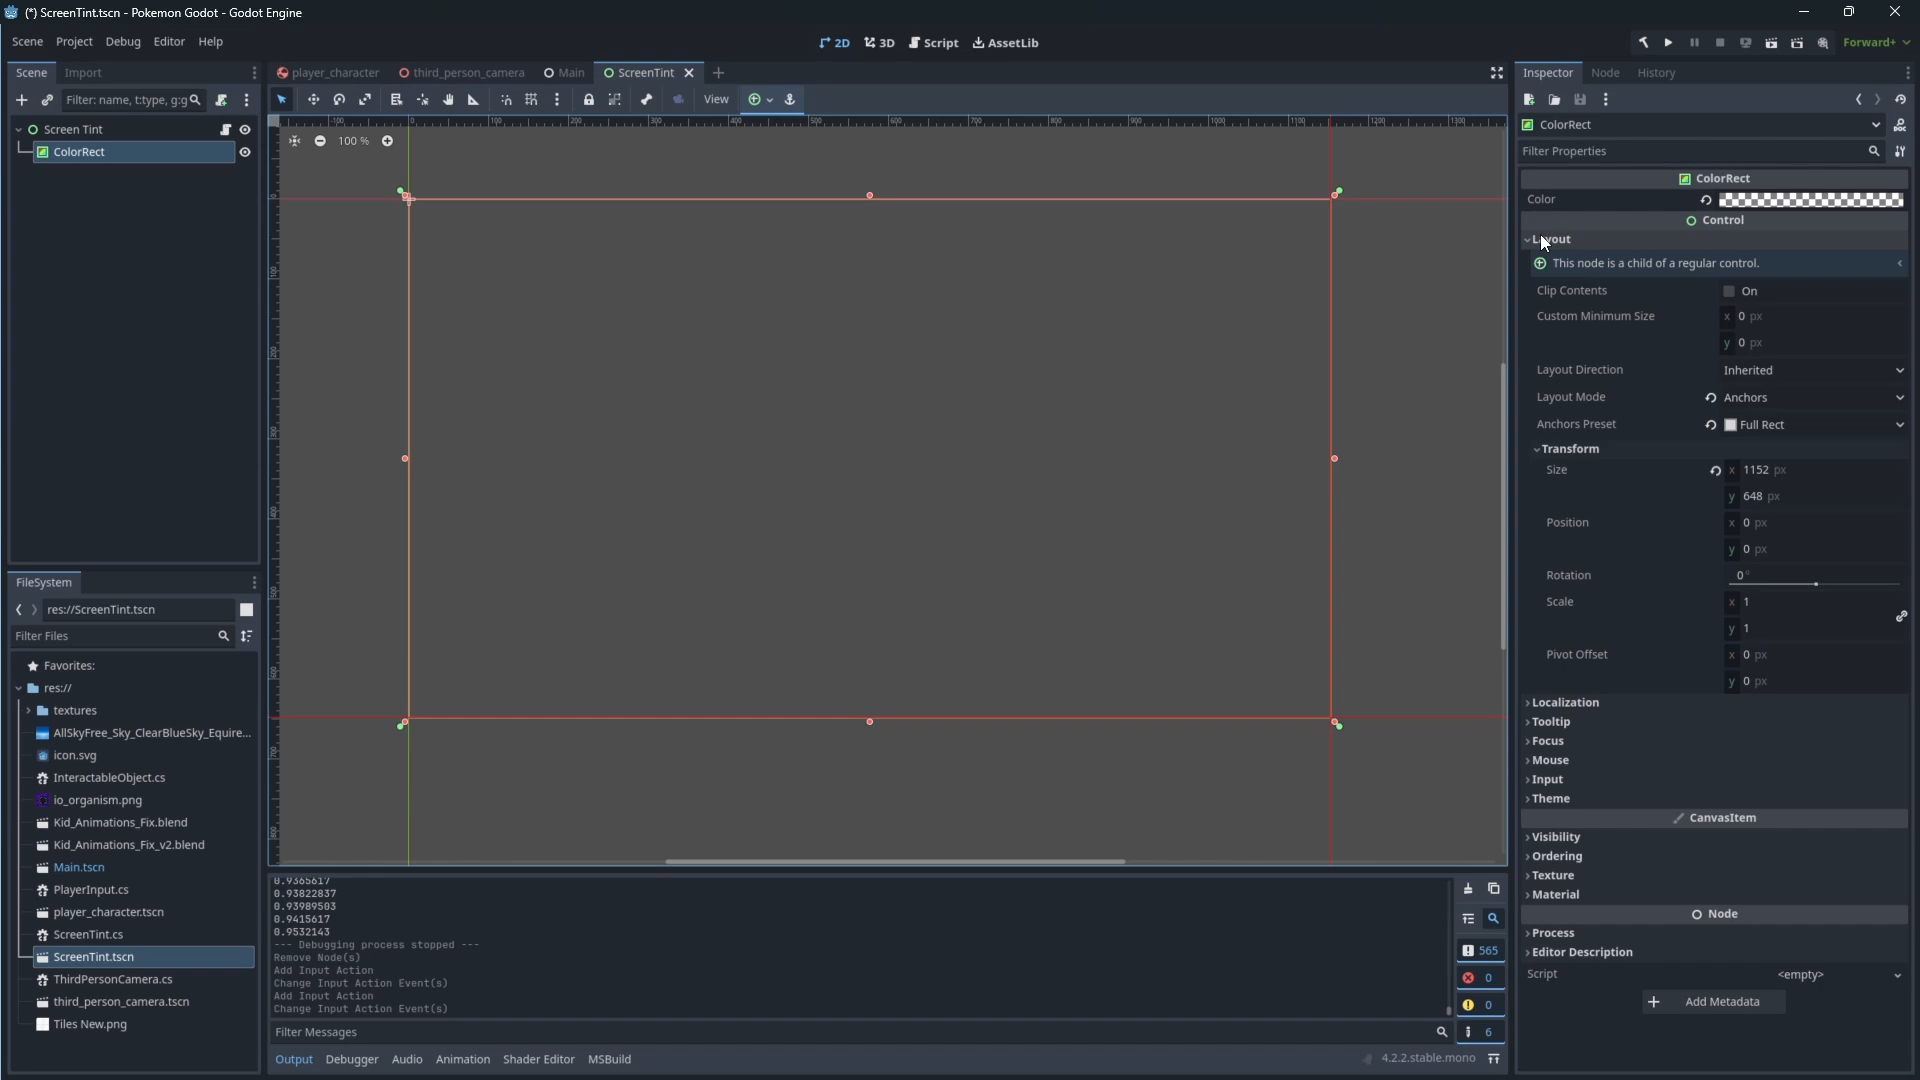 (*) ScreenTint.tscn - Pokemon Godot - Godot Engine
Scene Project Debug Editor Help
2D 3D Script AssetLib
Forward+
Scene Import
player_character third_person_camera Main ScreenTint
Inspector Node History
Filter: name, t:type, g:g
View
100 %
Screen Tint
ColorRect
ColorRect
Filter Properties
ColorRect
Color
Control
Layout
This node is a child of a regular control.
Clip Contents On
Custom Minimum Size x 0 px
y 0 px
Layout Direction Inherited
Layout Mode Anchors
Anchors Preset Full Rect
Transform
Size x 1152 px
y 648 px
Position x 0 px
y 0 px
Rotation 0°
Scale x 1
y 1
Pivot Offset x 0 px
y 0 px
Localization
Tooltip
Focus
Mouse
Input
Theme
CanvasItem
Visibility
Ordering
Texture
Material
Node
Process
Editor Description
Script <empty>
Add Metadata
FileSystem
res://ScreenTint.tscn
Filter Files
Favorites:
res://
textures
AllSkyFree_Sky_ClearBlueSky_Equire...
icon.svg
InteractableObject.cs
io_organism.png
Kid_Animations_Fix.blend
Kid_Animations_Fix_v2.blend
Main.tscn
PlayerInput.cs
player_character.tscn
ScreenTint.cs
ScreenTint.tscn
ThirdPersonCamera.cs
third_person_camera.tscn
Tiles New.png
0.9365617
0.93822837
0.93989503
0.9415617
0.9532143
--- Debugging process stopped ---
Remove Node(s)
Add Input Action
Change Input Action Event(s)
Add Input Action
Change Input Action Event(s)
565
0
0
6
Filter Messages
Output Debugger Audio Animation Shader Editor MSBuild
4.2.2.stable.mono